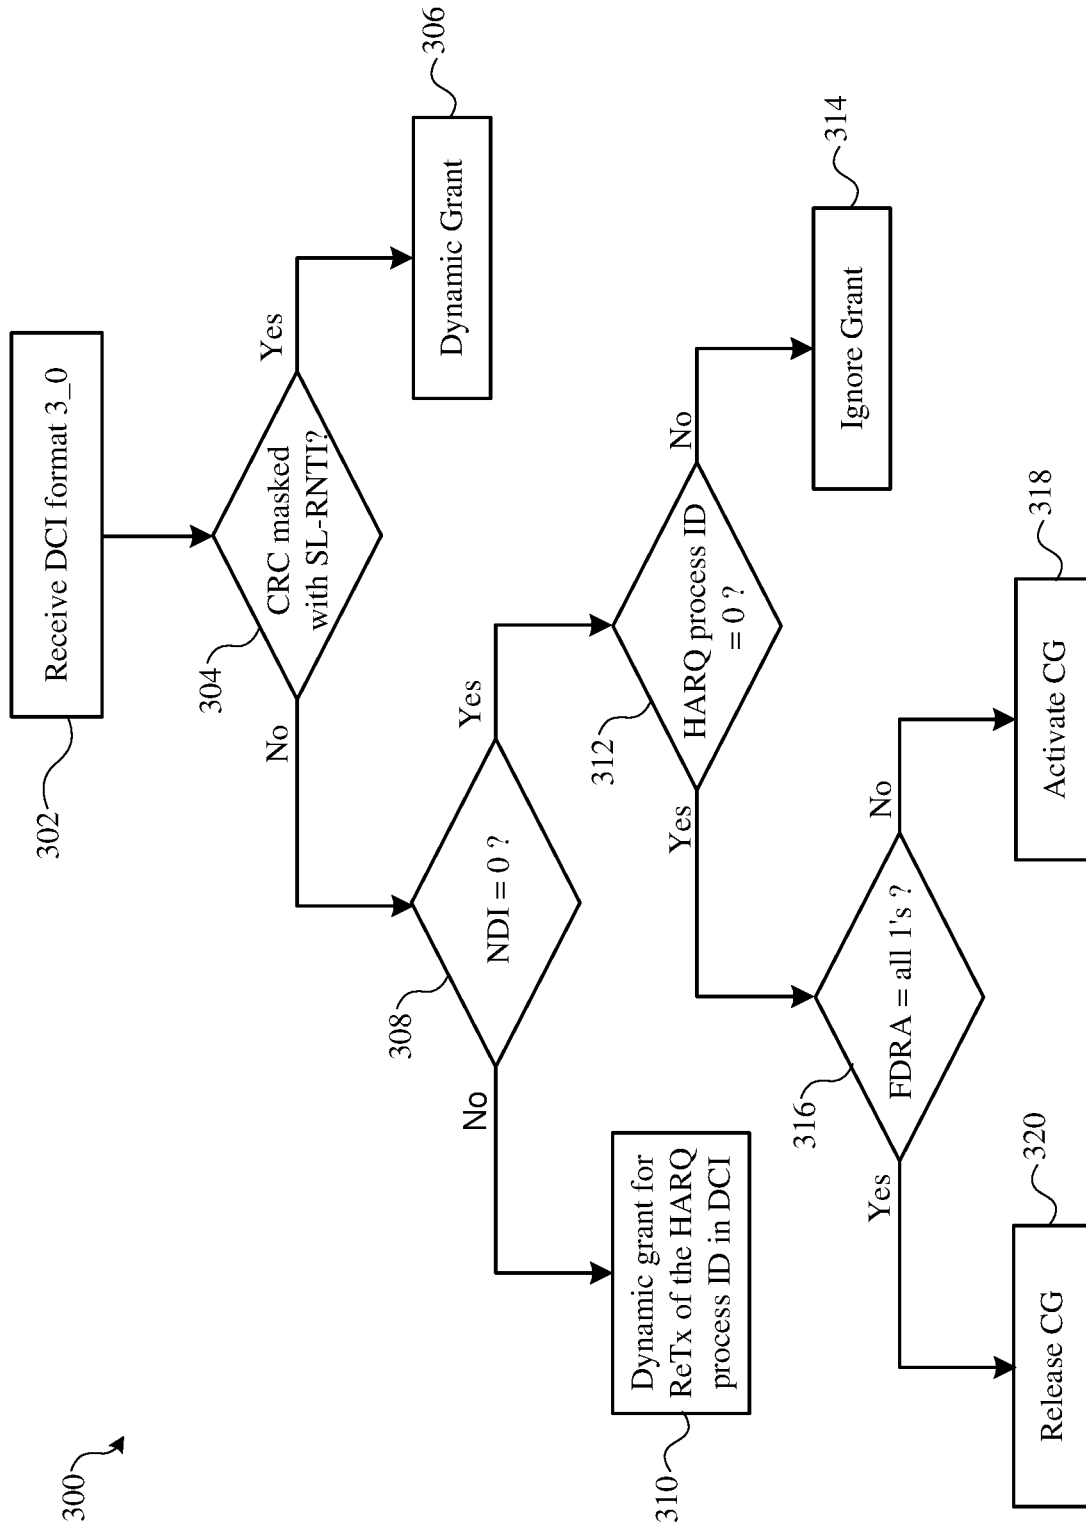 300
302
Receive DCI format 3_0
304
CRC masked
with SL-RNTI?
Yes
No
306
Dynamic Grant
308
NDI = 0 ?
No
Yes
310
Dynamic grant for
ReTx of the HARQ
process ID in DCI
312
HARQ process ID
= 0 ?
Yes
No
314
Ignore Grant
316
FDRA = all 1's ?
Yes
No
318
Activate CG
320
Release CG